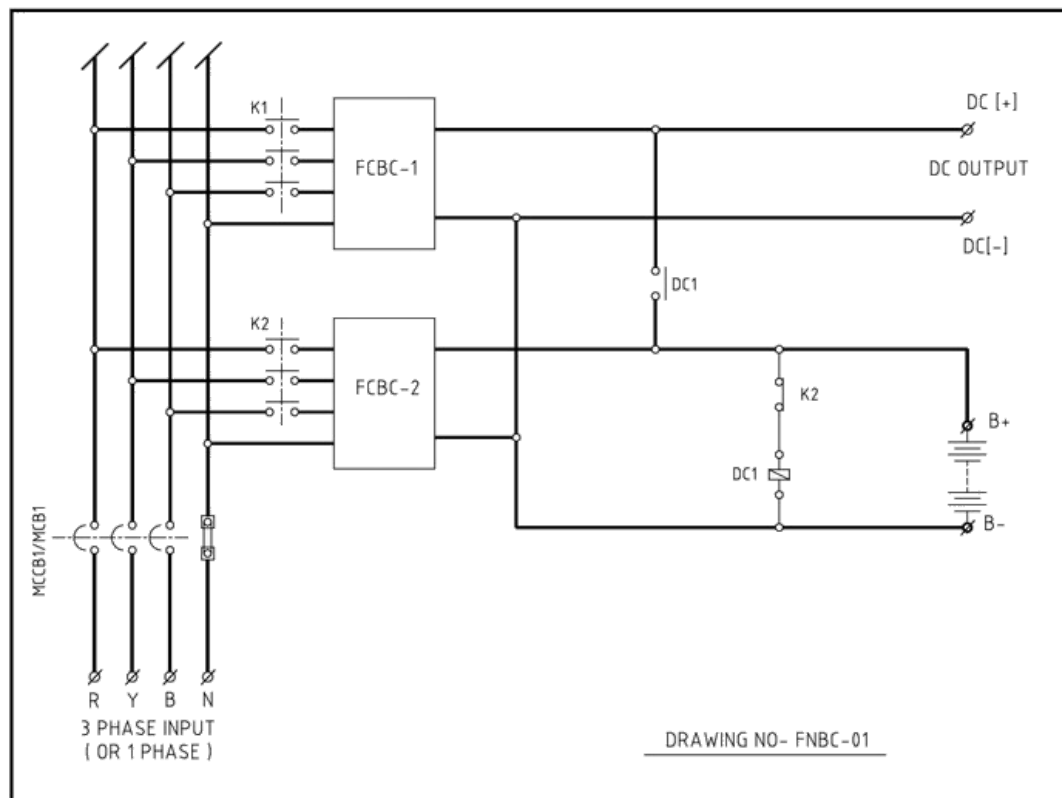 K1
FCBC-1
DC [+]
DC OUTPUT
DC[-]
DC1
K2
FCBC-2
K2
B+
DC1
B-
MCCB1/MCB1
R Y B N
3 PHASE INPUT
( OR 1 PHASE )
DRAWING NO- FNBC-01